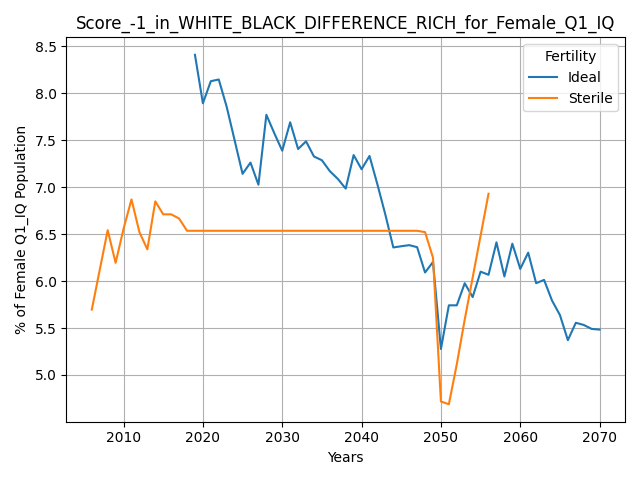 Score_-1_in_WHITE_BLACK_DIFFERENCE_RICH_for_Female_Q1_IQ
Fertility
Ideal
Sterile
% of Female Q1_IQ Population
8.5
8.0
7.5
7.0
6.5
6.0
5.5
5.0
2010 2020 2030 2040 2050 2060 2070
Years